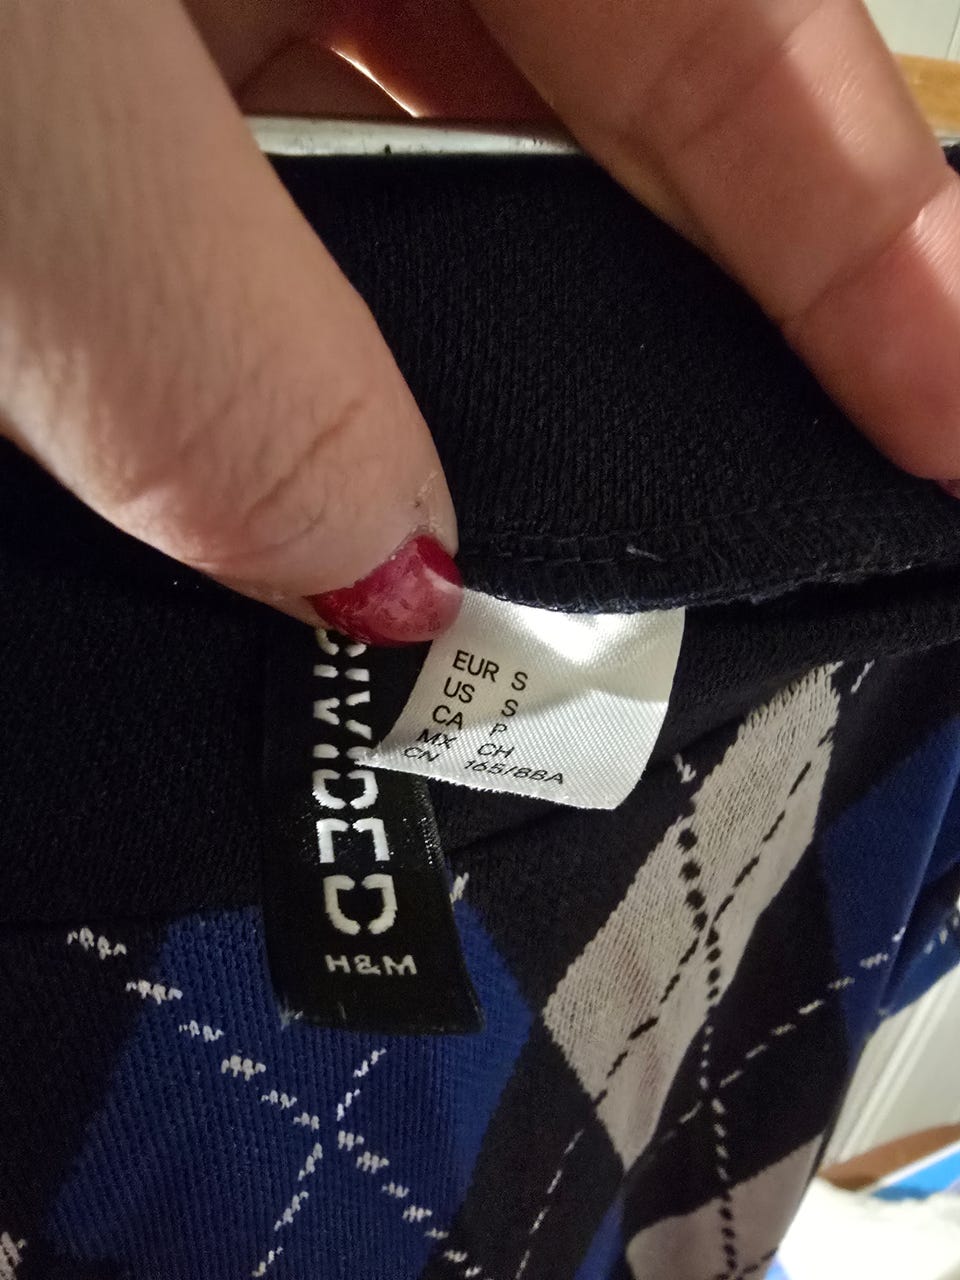 EUR S
US S
CA P
MX CH
CN 165/88A
DIVIDED
H&M